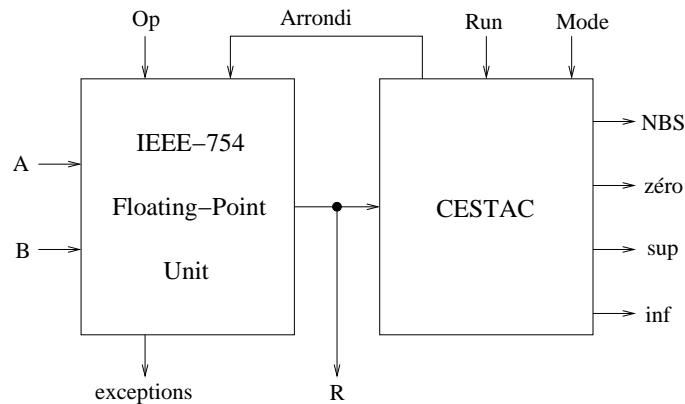 Op
Arrondi
Run
Mode
IEEE−754
Floating−Point
Unit
A
B
CESTAC
NBS
zéro
sup
inf
exceptions
R